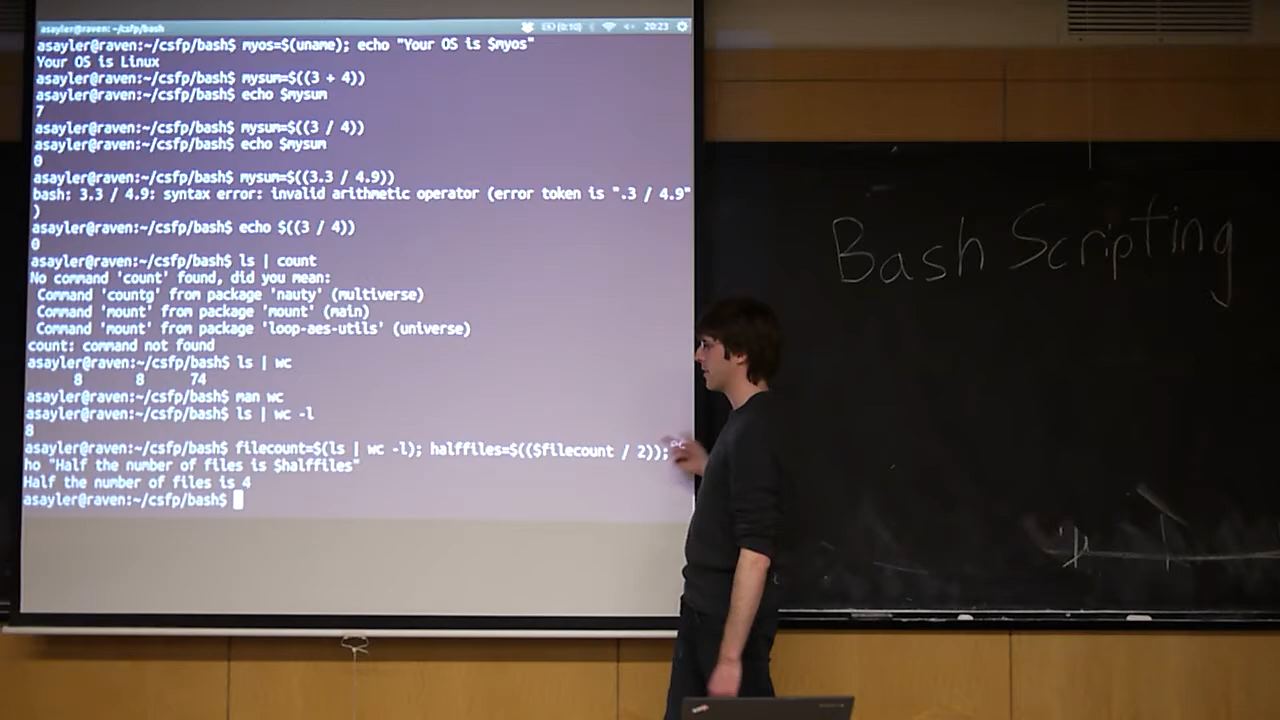 asayler@raven: ~/csfp/bash (0:10) 20:23
asayler@raven:~/csfp/bash$ myos=$(uname); echo "Your OS is $myos"
Your OS is Linux
asayler@raven:~/csfp/bash$ mysum=$((3 + 4))
asayler@raven:~/csfp/bash$ echo $mysum
7
asayler@raven:~/csfp/bash$ mysum=$((3 / 4))
asayler@raven:~/csfp/bash$ echo $mysum
0
asayler@raven:~/csfp/bash$ mysum=$((3.3 / 4.9))
bash: 3.3 / 4.9: syntax error: invalid arithmetic operator (error token is ".3 / 4.9"
)
asayler@raven:~/csfp/bash$ echo $((3 / 4))
0
asayler@raven:~/csfp/bash$ ls | count
No command 'count' found, did you mean:
Command 'countg' from package 'nauty' (multiverse)
Command 'mount' from package 'mount' (main)
Command 'mount' from package 'loop-aes-utils' (universe)
count: command not found
asayler@raven:~/csfp/bash$ ls | wc
8 8 74
asayler@raven:~/csfp/bash$ man wc
asayler@raven:~/csfp/bash$ ls | wc -l
8
asayler@raven:~/csfp/bash$ filecount=$(ls | wc -l); halffiles=$(($filecount / 2));
ho "Half the number of files is $halffiles"
Half the number of files is 4
asayler@raven:~/csfp/bash$
Bash Scripting